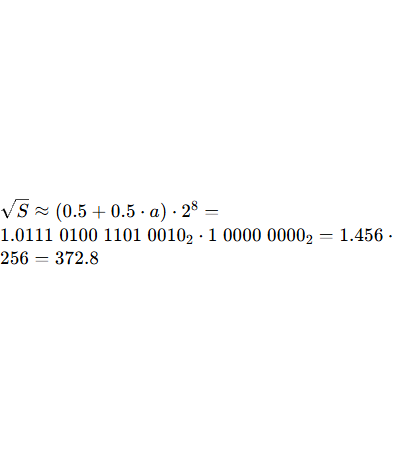 √S ≈ (0.5 + 0.5 · a) · 2⁸ =
1.0111 0100 1101 0010₂ · 1 0000 0000₂ = 1.456 ·
256 = 372.8